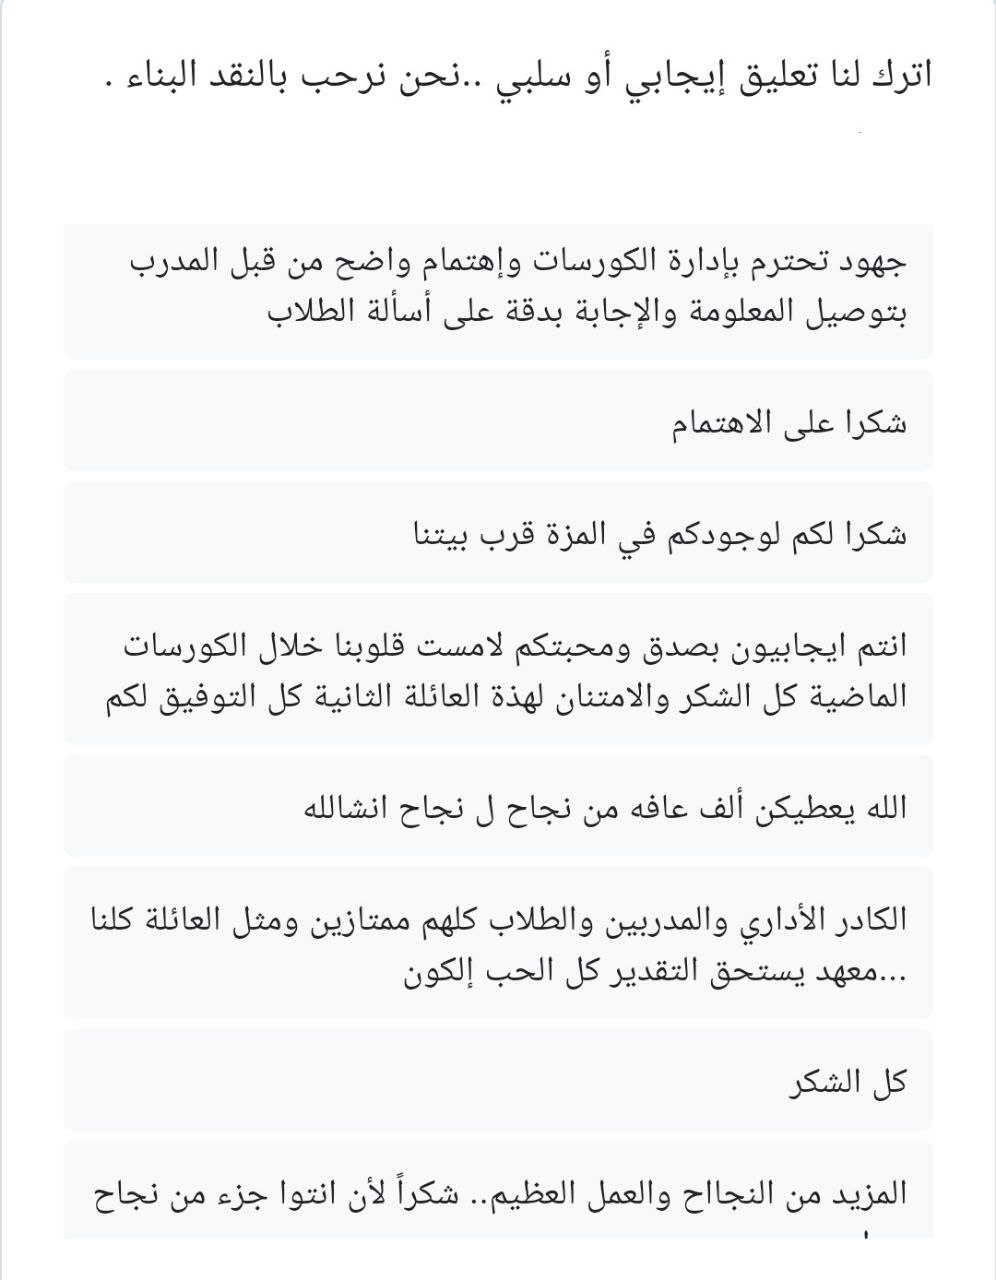 اترك لنا تعليق إيجابي أو سلبي ..نحن نرحب بالنقد البناء .
جهود تحترم بإدارة الكورسات وإهتمام واضح من قبل المدرب
بتوصيل المعلومة والإجابة بدقة على أسألة الطلاب
شكرا على الاهتمام
شكرا لكم لوجودكم في المزة قرب بيتنا
انتم ايجابيون بصدق ومحبتكم لامست قلوبنا خلال الكورسات
الماضية كل الشكر والامتنان لهذة العائلة الثانية كل التوفيق لكم
الله يعطيكن ألف عافه من نجاح ل نجاح انشالله
الكادر الأداري والمدربين والطلاب كلهم ممتازين ومثل العائلة كلنا
...معهد يستحق التقدير كل الحب إلكون
كل الشكر
المزيد من النجااح والعمل العظيم.. شكراً لأن انتوا جزء من نجاح